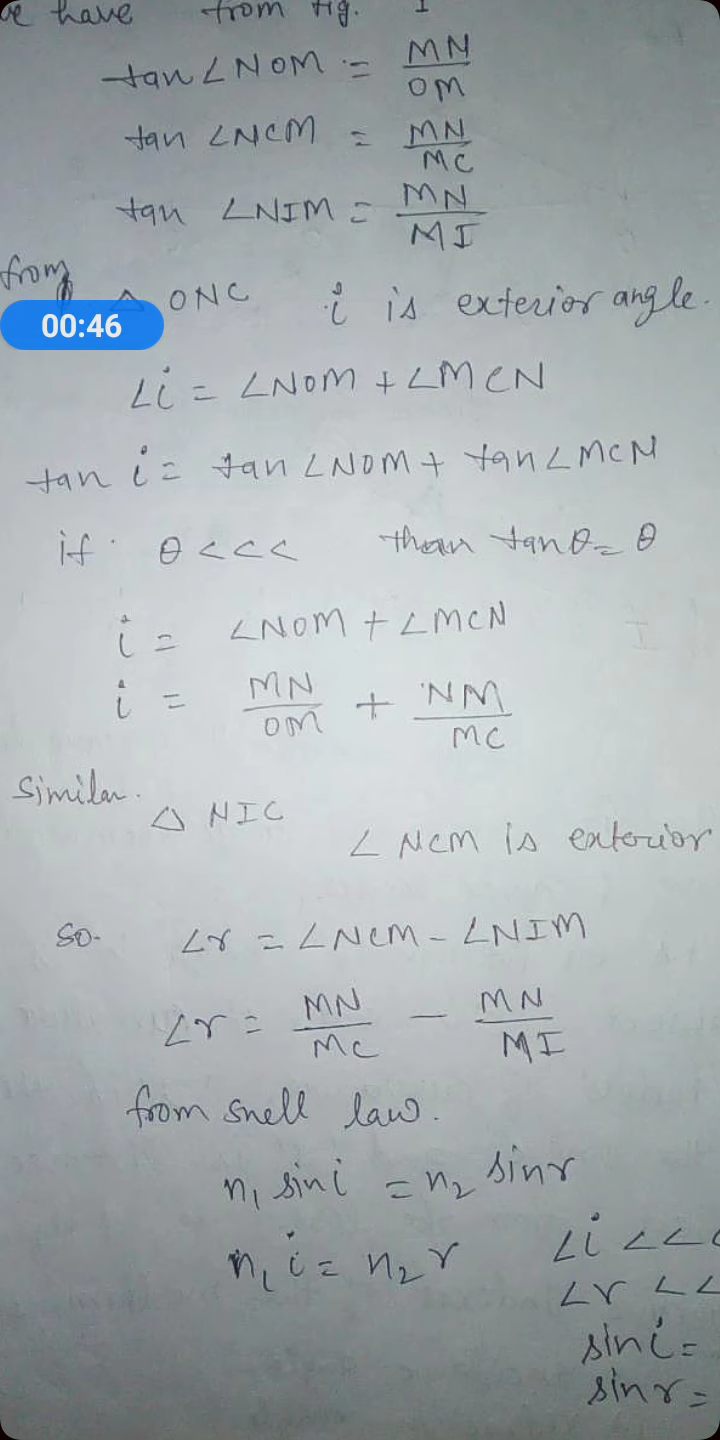 we have from fig. I
tan ∠NOM = MN/OM
tan ∠NCM = MN/MC
tan ∠NIM = MN/MI
from △ ONC i is exterior angle.
00:46
∠i = ∠NOM + ∠MCN
tan i = tan ∠NOM + tan ∠MCN
if θ <<< then tanθ = θ
i = ∠NOM + ∠MCN
i = MN/OM + NM/MC
Similar.
△ NIC
∠ NCM is exterior
so. ∠r = ∠NCM - ∠NIM
∠r = MN/MC - MN/MI
from snell law.
n₁ sin i = n₂ sin r
n₁ i = n₂ r ∠i <<<
∠r <<
sin i =
sin r =